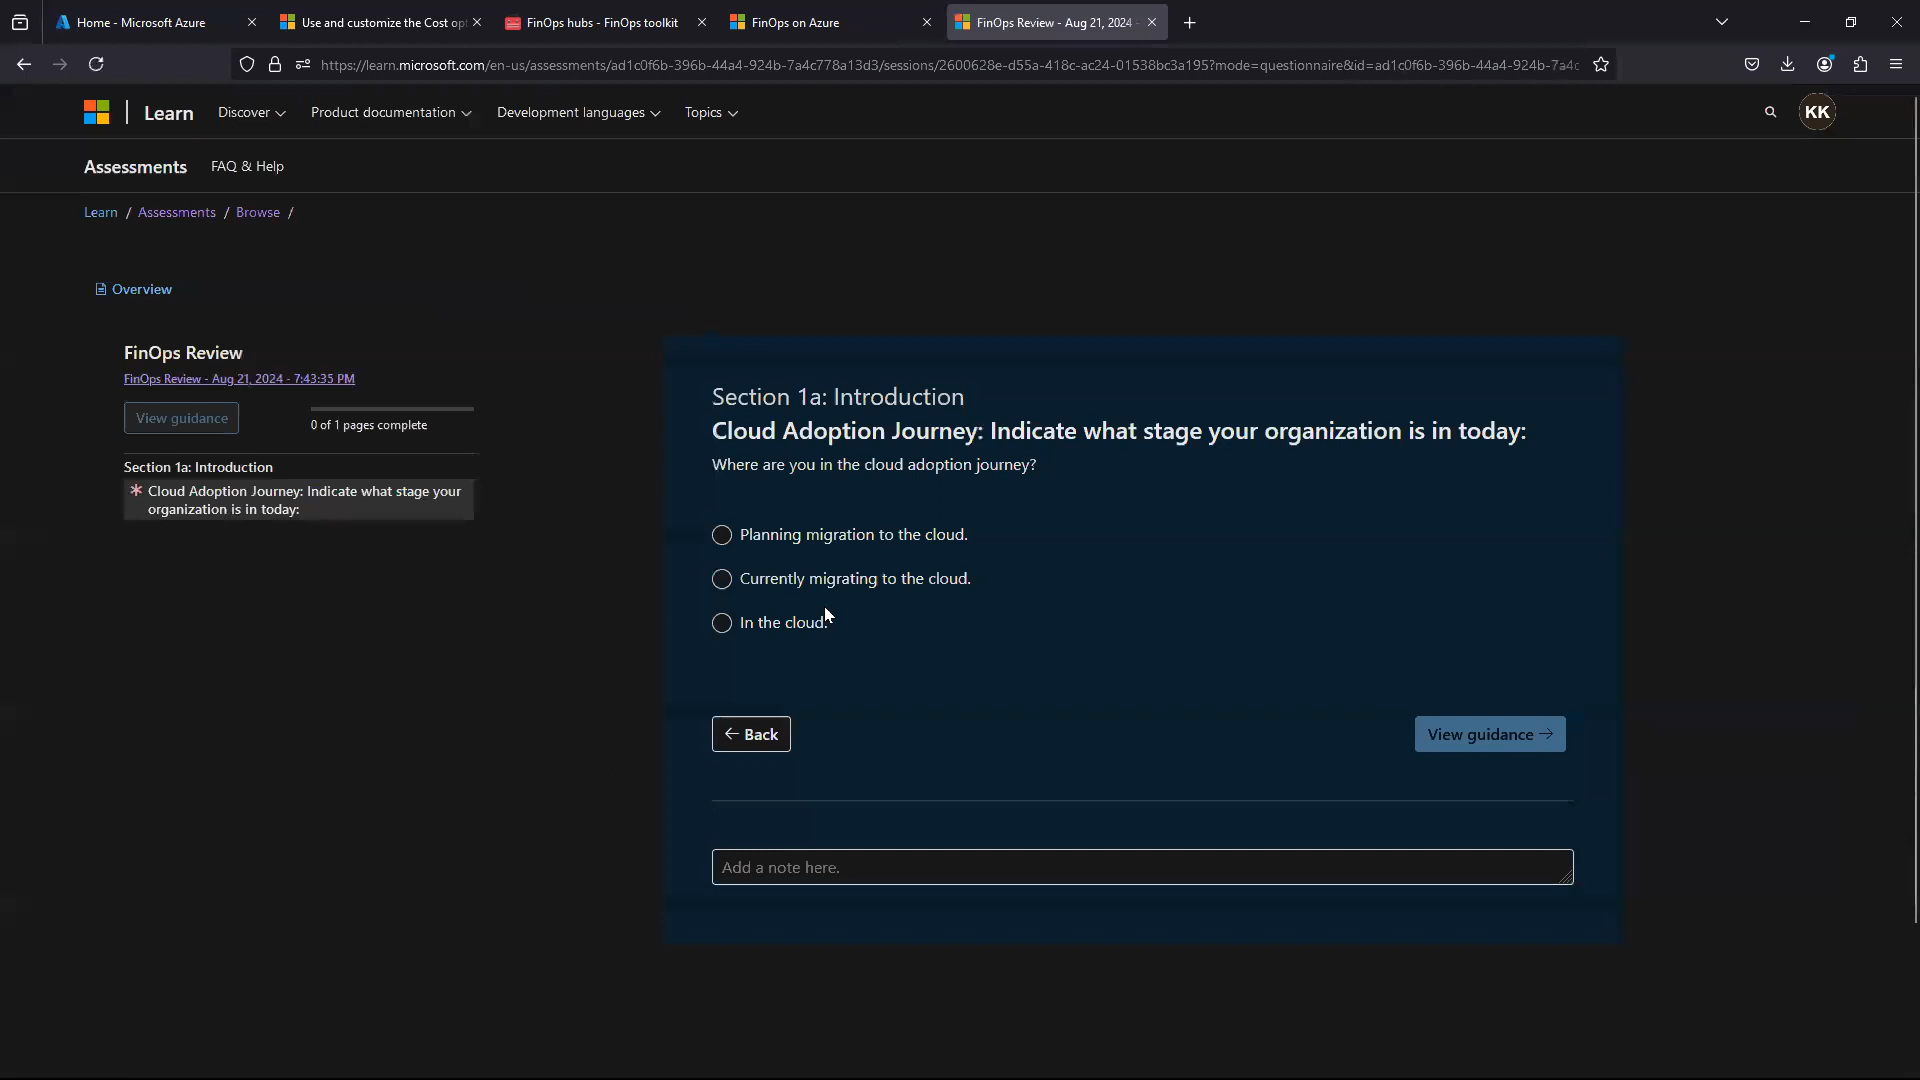 Home - Microsoft Azure
Use and customize the Cost op
FinOps hubs - FinOps toolkit
FinOps on Azure
FinOps Review - Aug 21, 2024 -
https://learn.microsoft.com/en-us/assessments/ad1c0f6b-396b-44a4-924b-7a4c778a13d3/sessions/2600628e-d55a-418c-ac24-01538bc3a195?mode=questionnaire&id=ad1c0f6b-396b-44a4-924b-7a4c
Learn
Discover
Product documentation
Development languages
Topics
KK
Assessments
FAQ & Help
Learn / Assessments / Browse /
Overview
FinOps Review
FinOps Review - Aug 21, 2024 - 7:43:35 PM
View guidance
0 of 1 pages complete
Section 1a: Introduction
Cloud Adoption Journey: Indicate what stage your
organization is in today:
Section 1a: Introduction
Cloud Adoption Journey: Indicate what stage your organization is in today:
Where are you in the cloud adoption journey?
Planning migration to the cloud.
Currently migrating to the cloud.
In the cloud.
Back
View guidance
Add a note here.